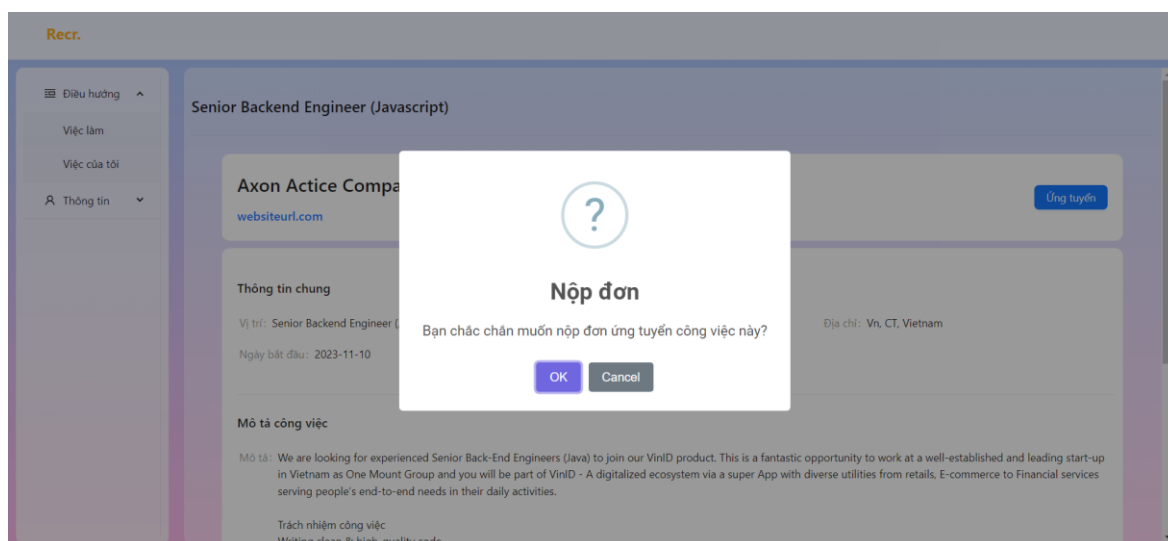 Recr.
Điều hướng
Việc làm
Việc của tôi
Thông tin
Senior Backend Engineer (Javascript)
Axon Actice Compa
websiteurl.com
Ứng tuyển
?
Nộp đơn
Bạn chắc chắn muốn nộp đơn ứng tuyển công việc này?
OK
Cancel
Thông tin chung
Vị trí: Senior Backend Engineer (
Địa chỉ: Vn, CT, Vietnam
Ngày bắt đầu: 2023-11-10
Mô tả công việc
Mô tả: We are looking for experienced Senior Back-End Engineers (Java) to join our VinID product. This is a fantastic opportunity to work at a well-established and leading start-up
in Vietnam as One Mount Group and you will be part of VinID - A digitalized ecosystem via a super App with diverse utilities from retails, E-commerce to Financial services
serving people's end-to-end needs in their daily activities.
Trách nhiệm công việc
Writing clean & high-quality code